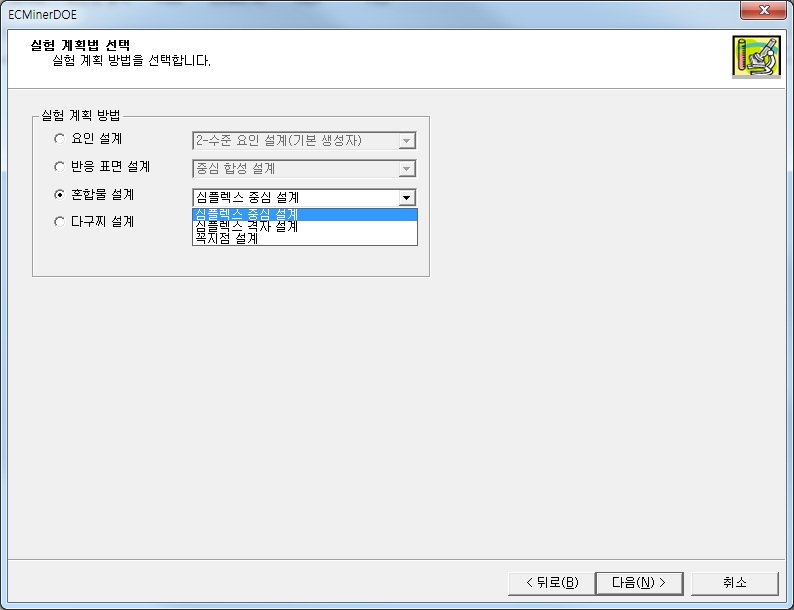 ECMinerDOE
실험 계획법 선택
실험 계획 방법을 선택합니다.
실험 계획 방법
요인 설계
2-수준 요인 설계(기본 생성자)
반응 표면 설계
중심 합성 설계
혼합물 설계
심플렉스 중심 설계
심플렉스 중심 설계
심플렉스 격자 설계
꼭지점 설계
다구찌 설계
< 뒤로(B)
다음(N) >
취소